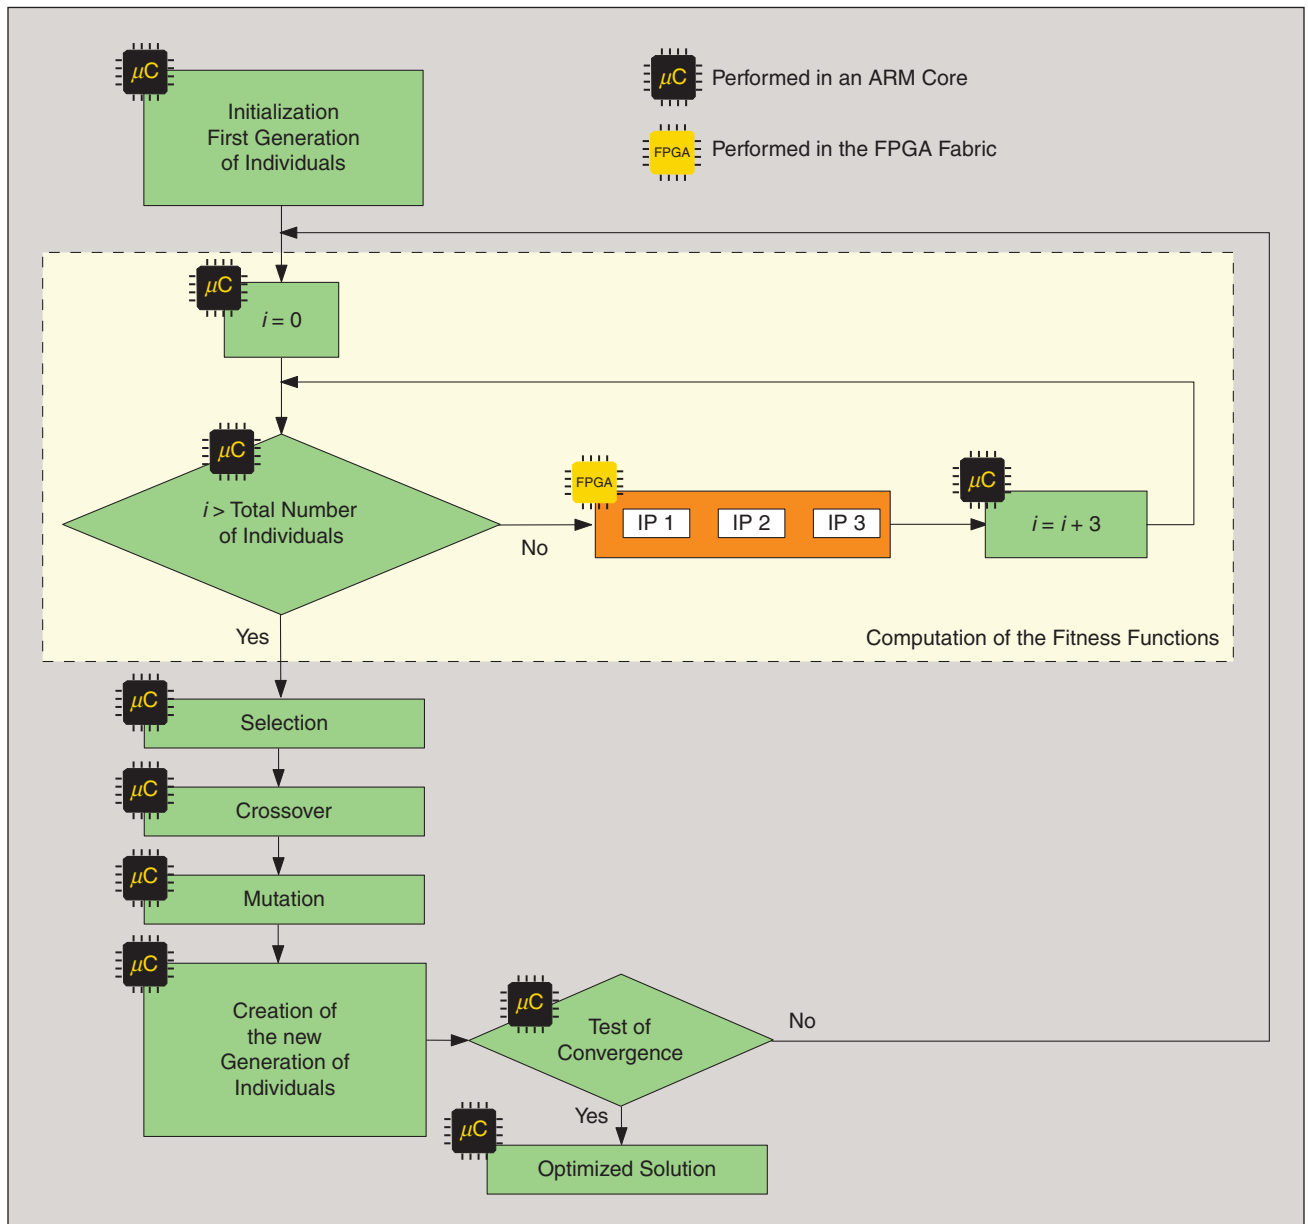 μC
Initialization
First Generation
of Individuals
μC Performed in an ARM Core
FPGA Performed in the FPGA Fabric
μC
i = 0
μC
i > Total Number
of Individuals
No
FPGA
IP 1 IP 2 IP 3
μC
i = i + 3
Yes
Computation of the Fitness Functions
μC
Selection
μC
Crossover
μC
Mutation
μC
Creation of
the new
Generation of
Individuals
μC
Test of
Convergence
No
Yes
μC
Optimized Solution